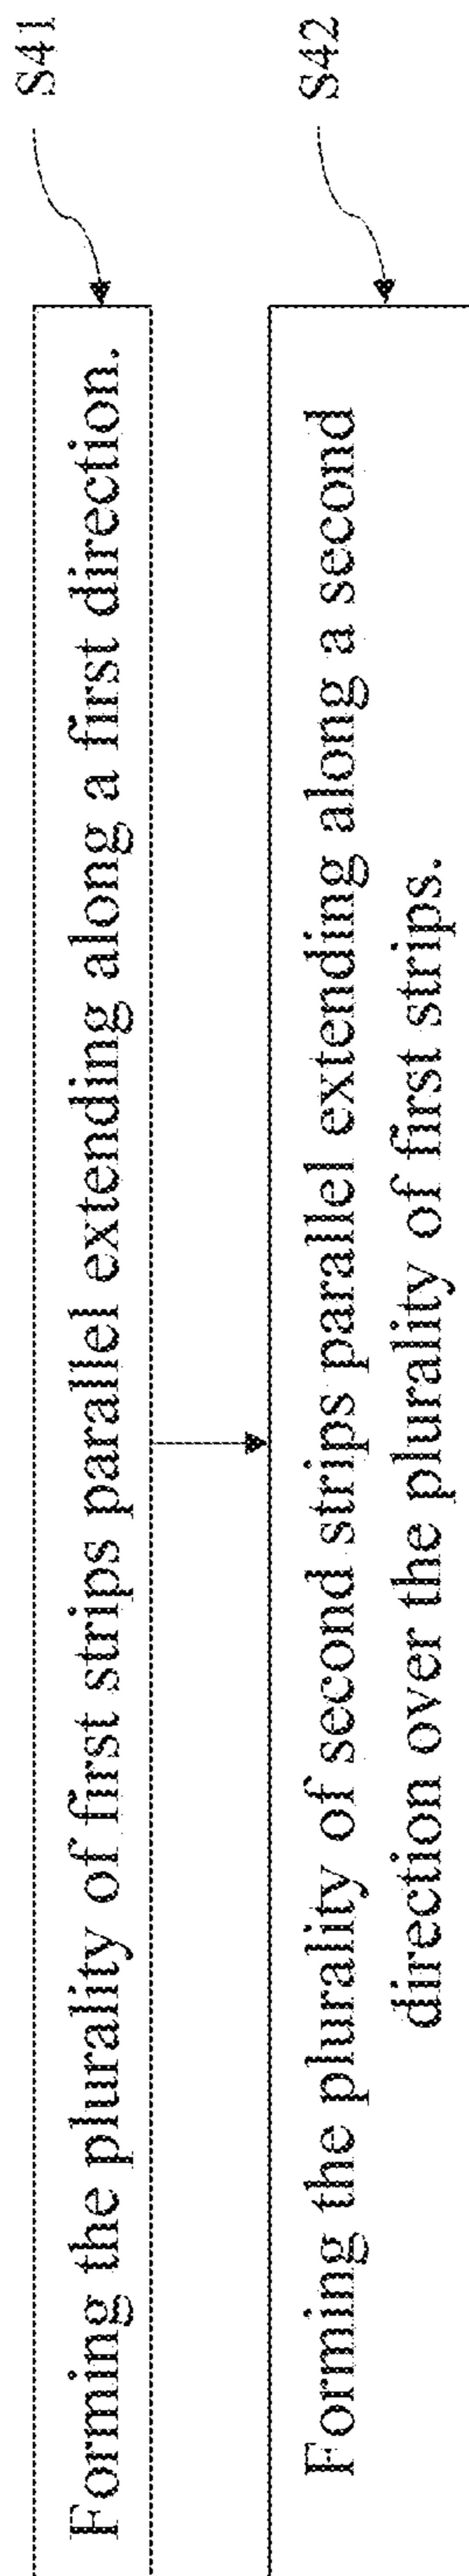 Forming the plurality of first strips parallel extending along a first direction.
S41
Forming the plurality of second strips parallel extending along a second
direction over the plurality of first strips.
S42